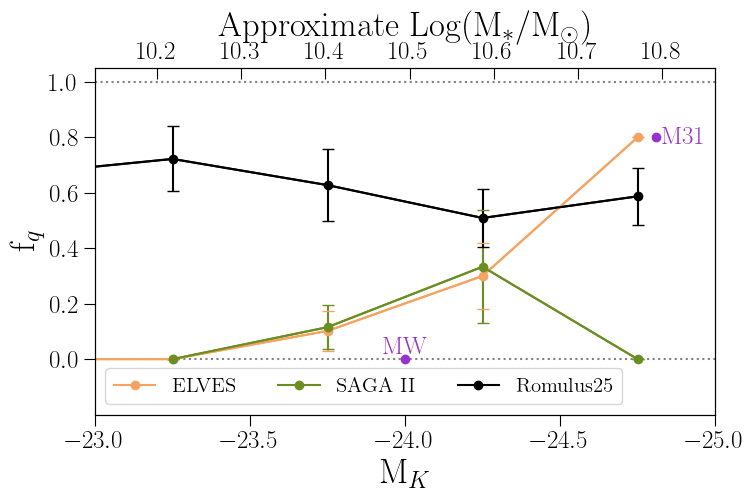 Approximate Log(M*/M⊙)
10.2 10.3 10.4 10.5 10.6 10.7 10.8
1.0
0.8
0.6
0.4
0.2
0.0
f_q
M31
MW
ELVES SAGA II Romulus25
−23.0 −23.5 −24.0 −24.5 −25.0
M_K